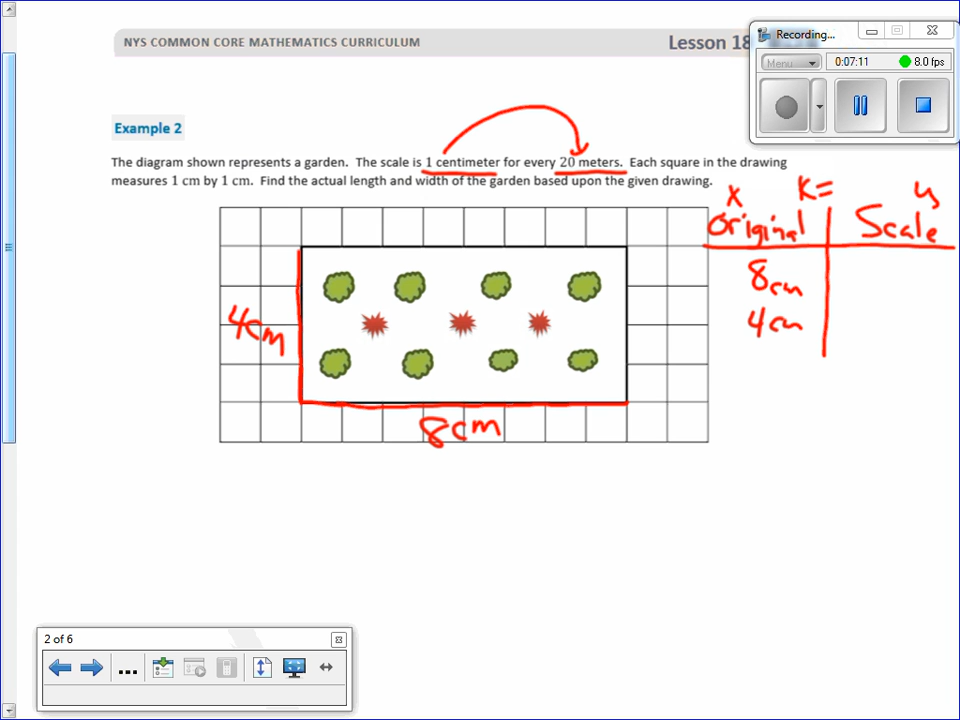 NYS COMMON CORE MATHEMATICS CURRICULUM
Lesson 18
Recording...
Menu
0:07:11
8.0 fps
Example 2
The diagram shown represents a garden. The scale is 1 centimeter for every 20 meters. Each square in the drawing
measures 1 cm by 1 cm. Find the actual length and width of the garden based upon the given drawing.
x K= y
Original Scale
8cm
4cm
4cm
8cm
2 of 6